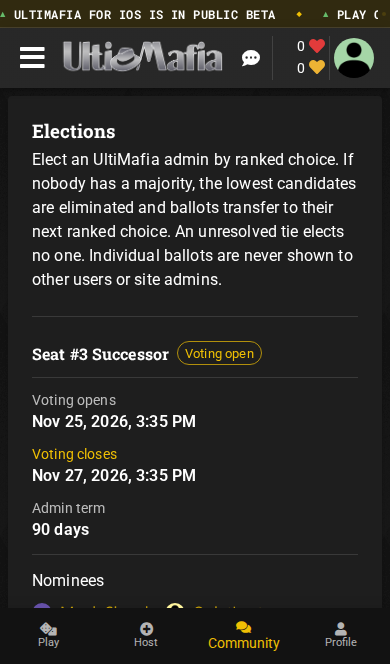 ULTIMAFIA FOR IOS IS IN PUBLIC BETA PLAY
UltiMafia
0
0
Elections
Elect an UltiMafia admin by ranked choice. If
nobody has a majority, the lowest candidates
are eliminated and ballots transfer to their
next ranked choice. An unresolved tie elects
no one. Individual ballots are never shown to
other users or site admins.
Seat #3 Successor Voting open
Voting opens
Nov 25, 2026, 3:35 PM
Voting closes
Nov 27, 2026, 3:35 PM
Admin term
90 days
Nominees
Play Host Community Profile